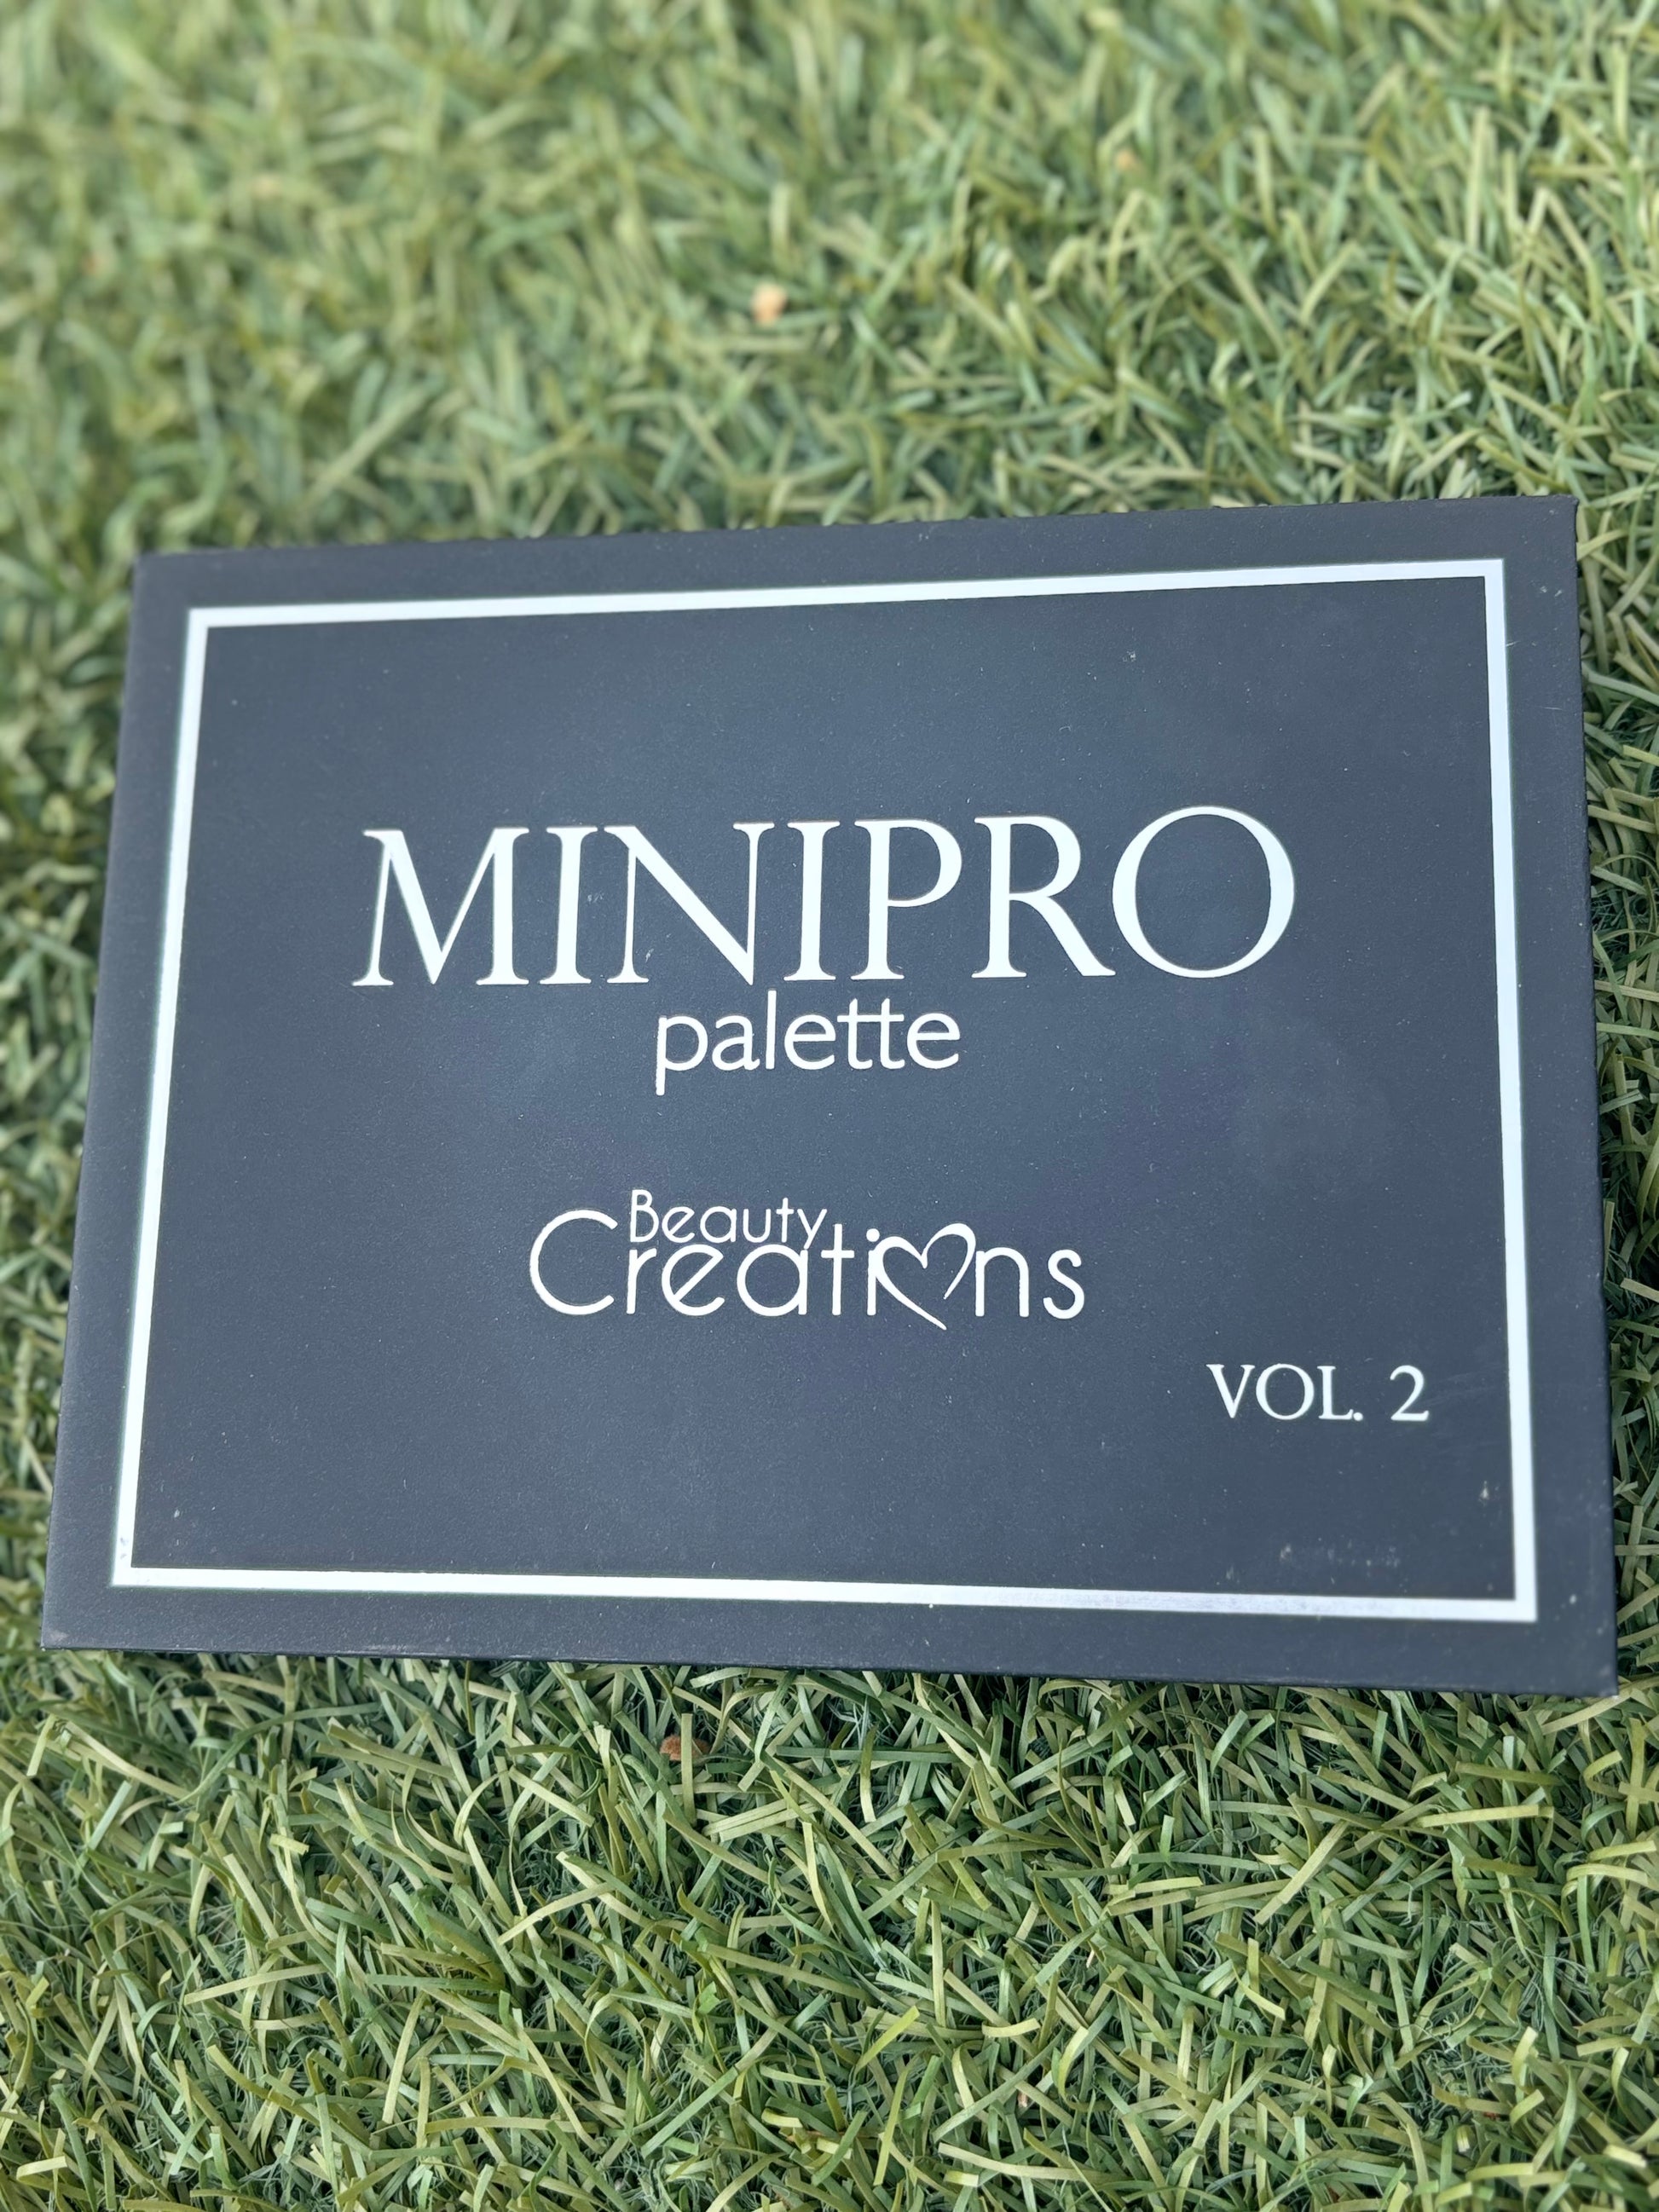 MINIPRO
palette
Beauty
Creations
VOL. 2